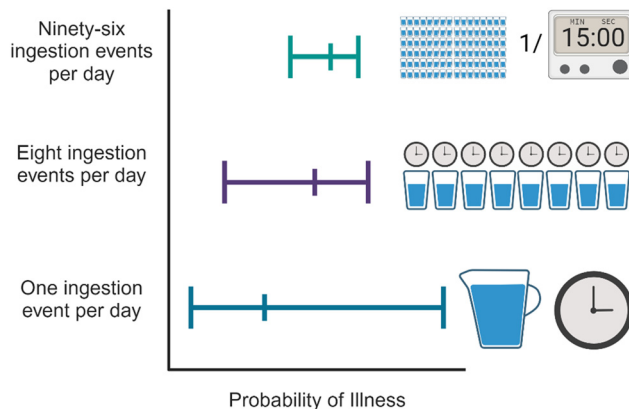 Ninety-six
ingestion events
per day
1/
MIN SEC
15:00
Eight ingestion
events per day
One ingestion
event per day
Probability of Illness